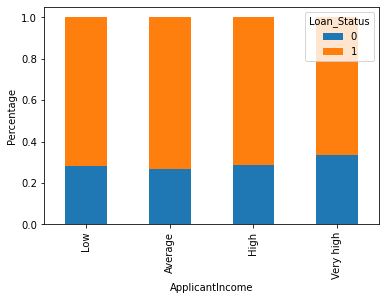 Loan_Status
0
1
1.0
0.8
0.6
0.4
0.2
0.0
Percentage
Low
Average
High
Very high
ApplicantIncome